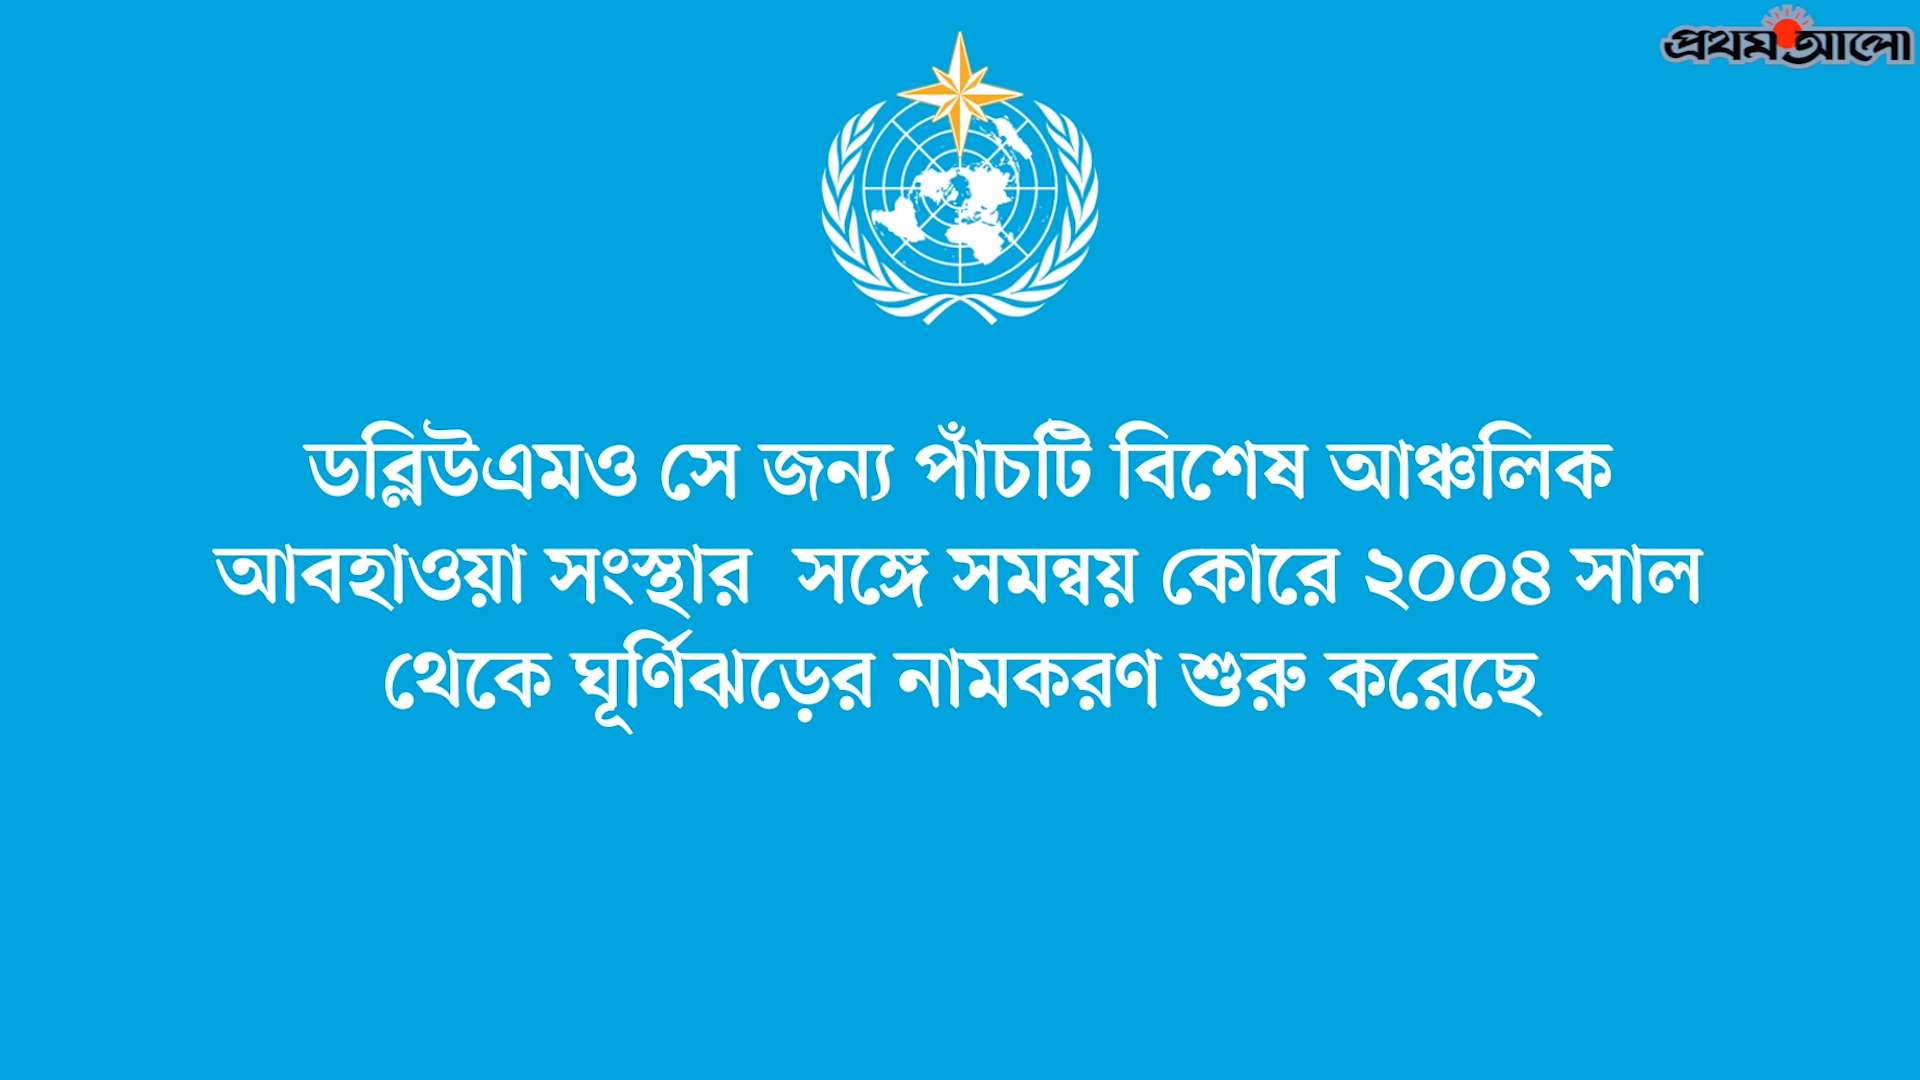 প্রথম আলো
ডব্লিউএমও সে জন্য পাঁচটি বিশেষ আঞ্চলিক
আবহাওয়া সংস্থার সঙ্গে সমন্বয় কোরে ২০০৪ সাল
থেকে ঘূর্ণিঝড়ের নামকরণ শুরু করেছে